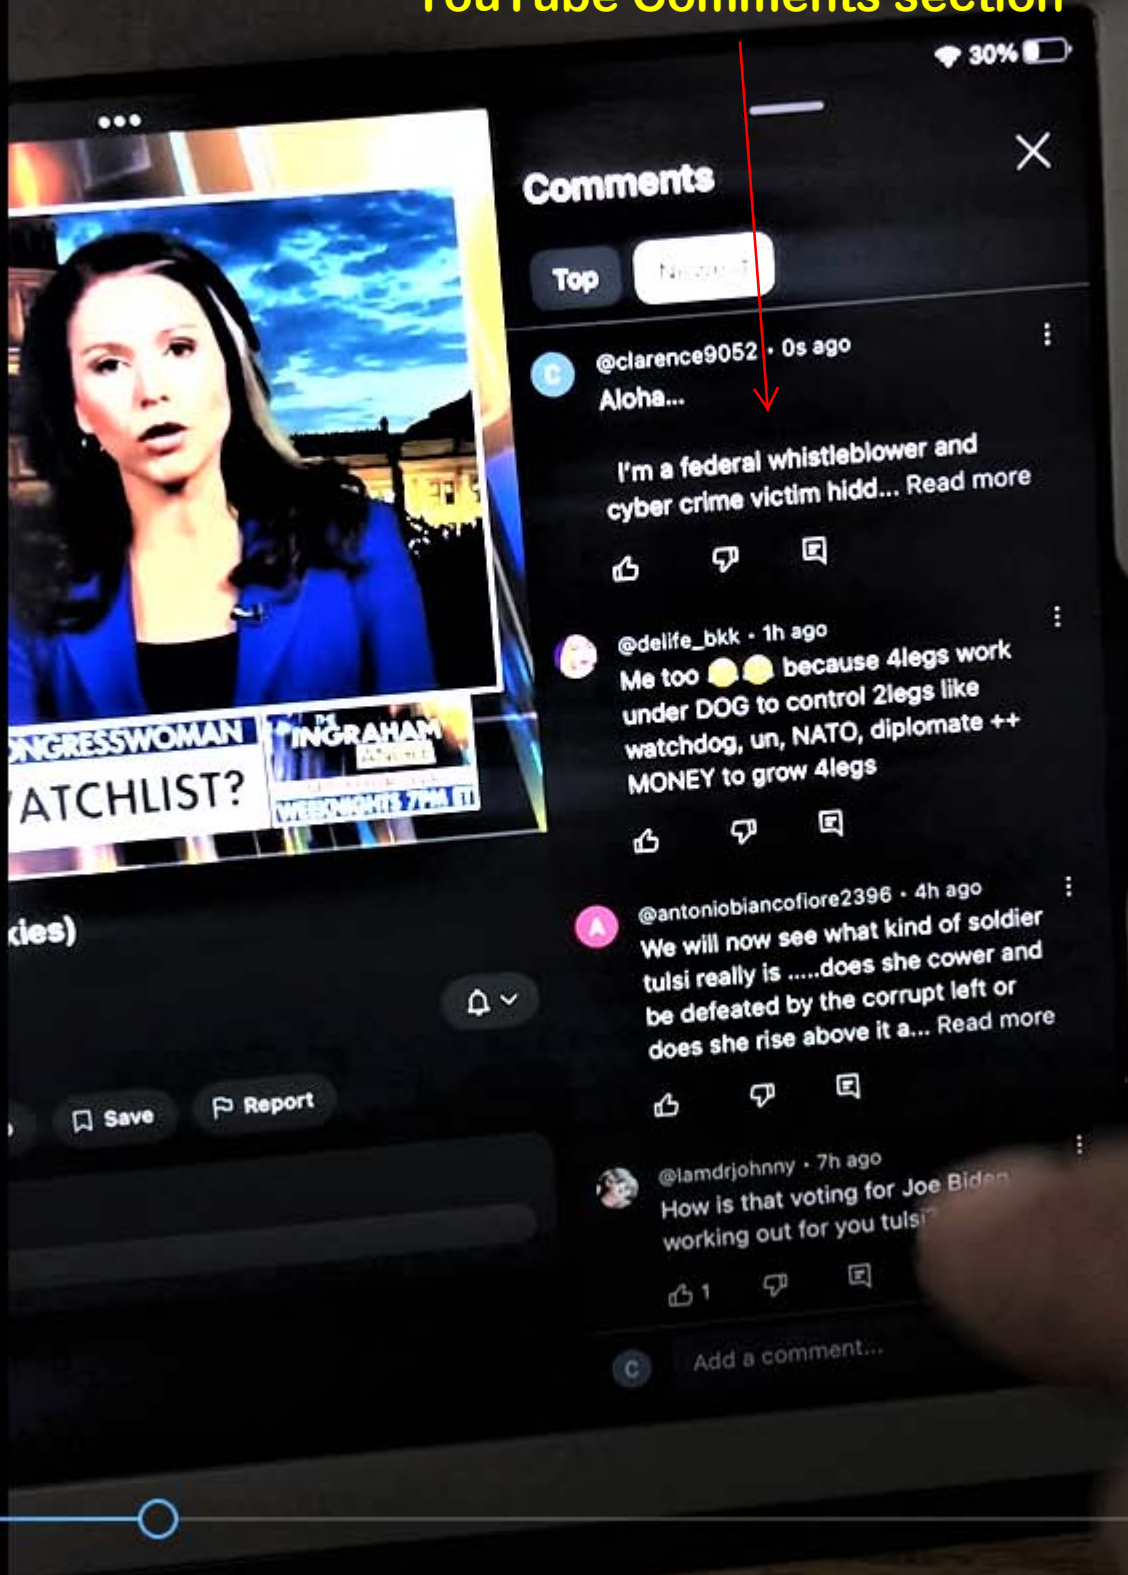 YouTube Comments section
30%
Comments
Top
@clarence9052 • 0s ago
Aloha...
I'm a federal whistleblower and
cyber crime victim hidd... Read more
@delife_bkk • 1h ago
Me too because 4legs work
under DOG to control 2legs like
watchdog, un, NATO, diplomate ++
MONEY to grow 4legs
@antoniobiancofiore2396 • 4h ago
We will now see what kind of soldier
tulsi really is .....does she cower and
be defeated by the corrupt left or
does she rise above it a... Read more
@lamdrjohnny • 7h ago
How is that voting for Joe Biden
working out for you tulsi
1
C
Add a comment...
C
A
ONGRESSWOMAN
ATCHLIST?
THE
INGRAHAM
WEEKNIGHTS 7PM ET
kies)
Save
Report